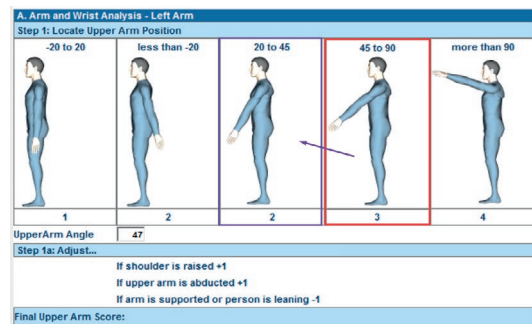 A. Arm and Wrist Analysis - Left Arm
Step 1: Locate Upper Arm Position
-20 to 20 less than -20 20 to 45 45 to 90 more than 90
1 2 2 3 4
UpperArm Angle 47
Step 1a: Adjust...
If shoulder is raised +1
If upper arm is abducted +1
If arm is supported or person is leaning -1
Final Upper Arm Score: